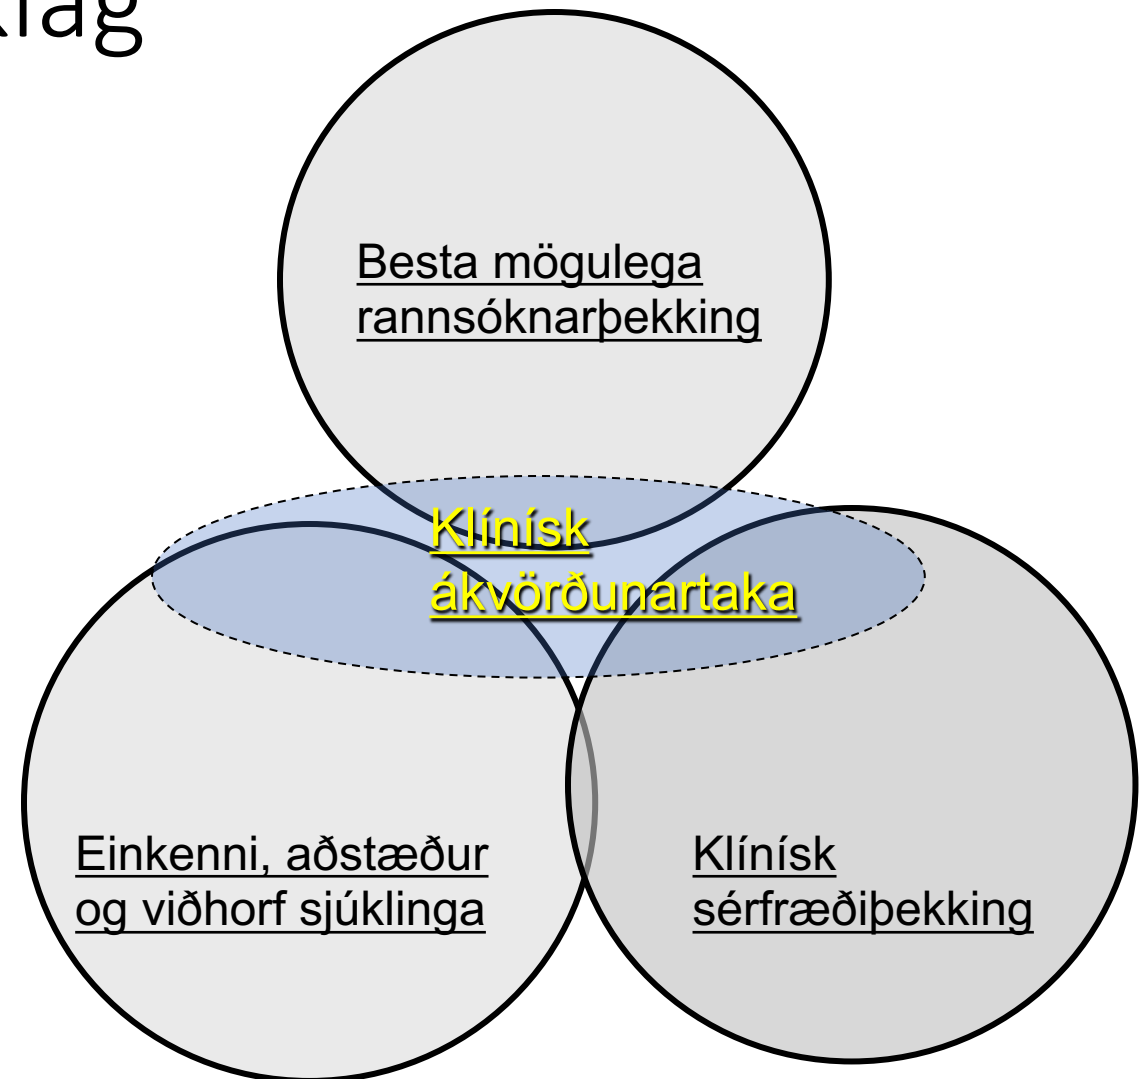 Besta mögulega
rannsóknarþekking
Klínísk
ákvörðunartaka
Einkenni, aðstæður
og viðhorf sjúklinga
Klínísk
sérfræðiþekking